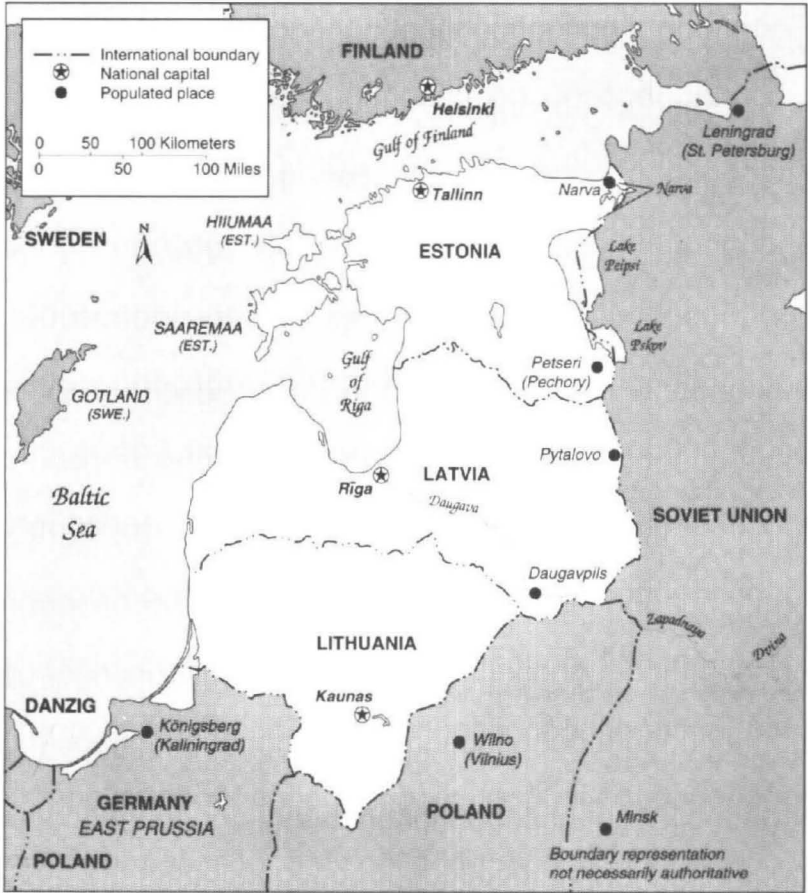 International boundary
National capital
Populated place
0 50 100 Kilometers
0 50 100 Miles
FINLAND
Helsinki
Gulf of Finland
Leningrad
(St. Petersburg)
Tallinn
Narva
Narva
N
SWEDEN
HIIUMAA
(EST.)
ESTONIA
Lake
Peipsi
SAAREMAA
(EST.)
Lake
Pskov
Gulf
of
Riga
Petseri
(Pechory)
GOTLAND
(SWE.)
Pytalovo
LATVIA
Rīga
Daugava
Baltic
Sea
SOVIET UNION
Daugavpils
Zapadnaya
Dvina
LITHUANIA
Kaunas
DANZIG
Königsberg
(Kaliningrad)
Wilno
(Vilnius)
GERMANY
EAST PRUSSIA
POLAND
Minsk
POLAND
Boundary representation
not necessarily authoritative